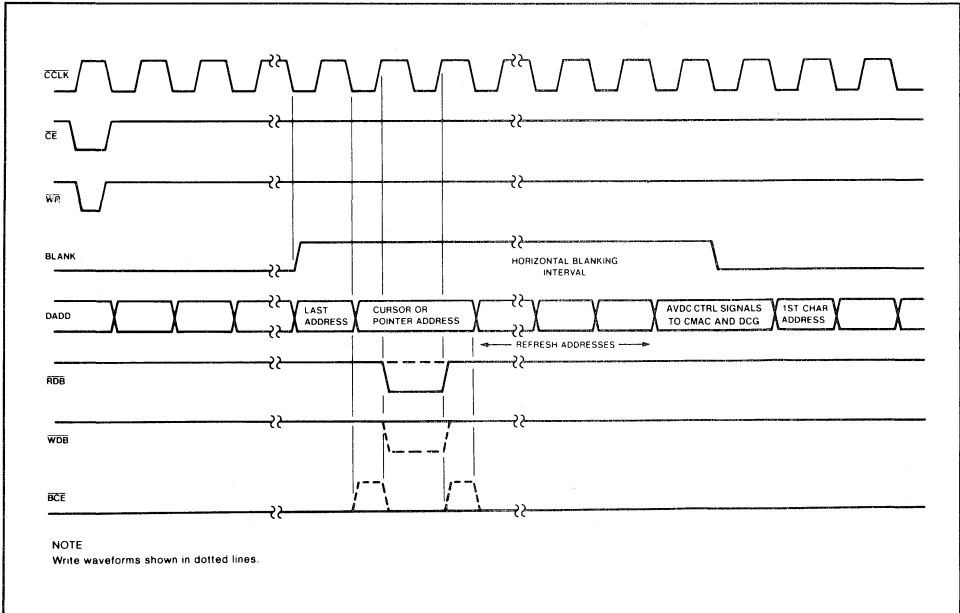 CCLK
CE
WR
BLANK
HORIZONTAL BLANKING
INTERVAL
DADD
LAST
ADDRESS
CURSOR OR
POINTER ADDRESS
AVDC CTRL SIGNALS
TO CMAC AND DCG
1ST CHAR
ADDRESS
REFRESH ADDRESSES
RDB
WDB
BCE
NOTE
Write waveforms shown in dotted lines.